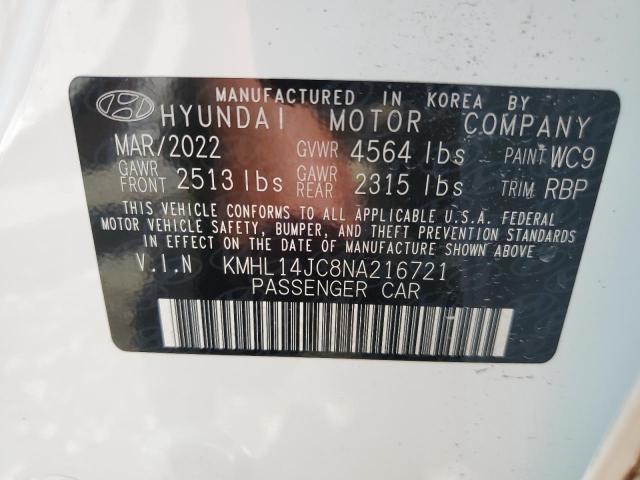 MANUFACTURED IN KOREA BY
HYUNDAI MOTOR COMPANY
MAR/2022 GVWR 4564 lbs PAINT WC9
GAWR FRONT 2513 lbs GAWR REAR 2315 lbs TRIM RBP
THIS VEHICLE CONFORMS TO ALL APPLICABLE U.S.A. FEDERAL
MOTOR VEHICLE SAFETY, BUMPER, AND THEFT PREVENTION STANDARDS
IN EFFECT ON THE DATE OF MANUFACTURE SHOWN ABOVE
V.I.N KMHL14JC8NA216721
PASSENGER CAR